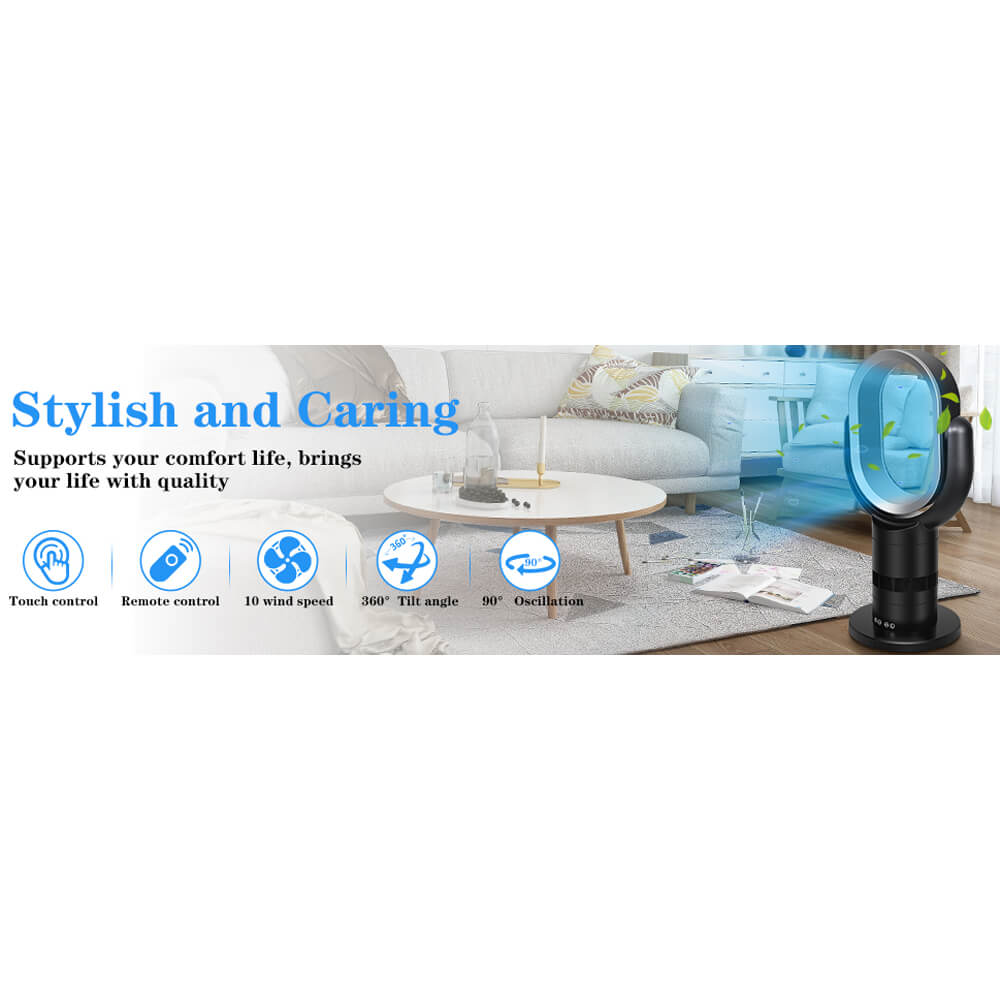 Stylish and Caring
Supports your comfort life, brings
your life with quality
360°
90°
Touch control
Remote control
10 wind speed
360° Tilt angle
90° Oscillation